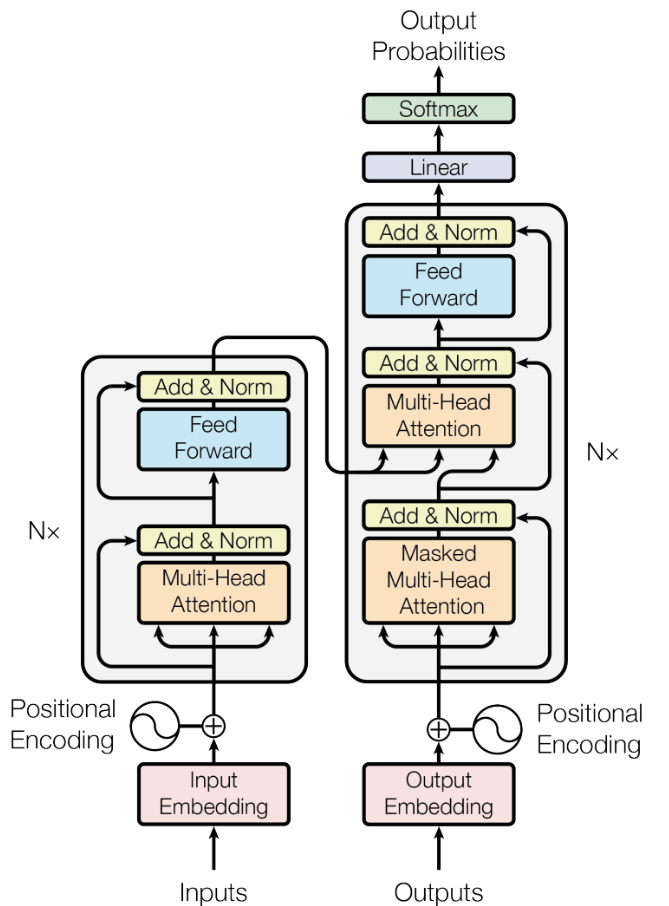 Output
Probabilities
Softmax
Linear
Add & Norm
Feed
Forward
Add & Norm
Multi-Head
Attention
Add & Norm
Masked
Multi-Head
Attention
N×
Add & Norm
Feed
Forward
Add & Norm
Multi-Head
Attention
N×
Positional
Encoding
Positional
Encoding
Input
Embedding
Output
Embedding
Inputs
Outputs